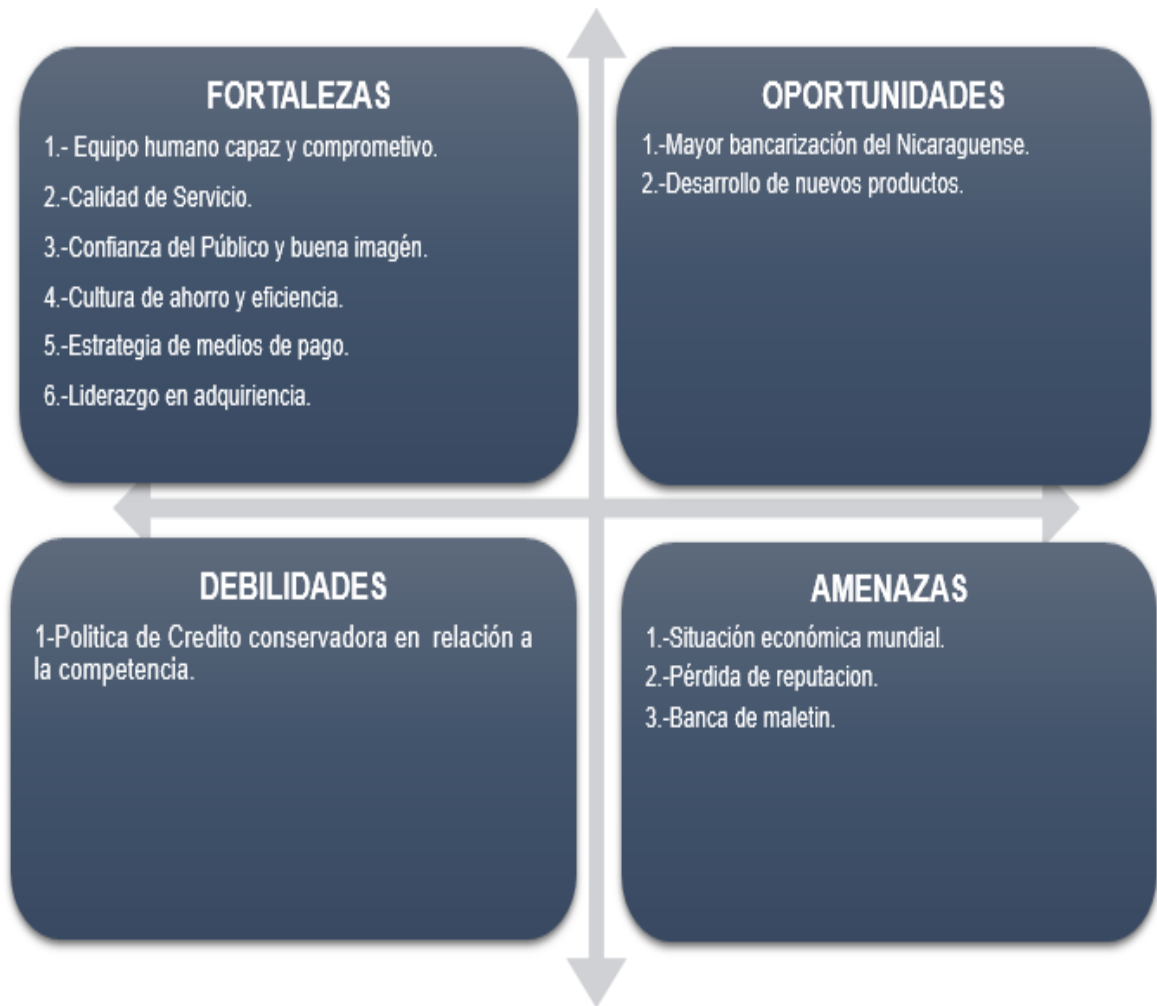 FORTALEZAS
1.- Equipo humano capaz y comprometivo.
2.-Calidad de Servicio.
3.-Confianza del Público y buena imagén.
4.-Cultura de ahorro y eficiencia.
5.-Estrategia de medios de pago.
6.-Liderazgo en adquiriencia.
OPORTUNIDADES
1.-Mayor bancarización del Nicaraguense.
2.-Desarrollo de nuevos productos.
DEBILIDADES
1-Politica de Credito conservadora en relación a
la competencia.
AMENAZAS
1.-Situación económica mundial.
2.-Pérdida de reputacion.
3.-Banca de maletin.